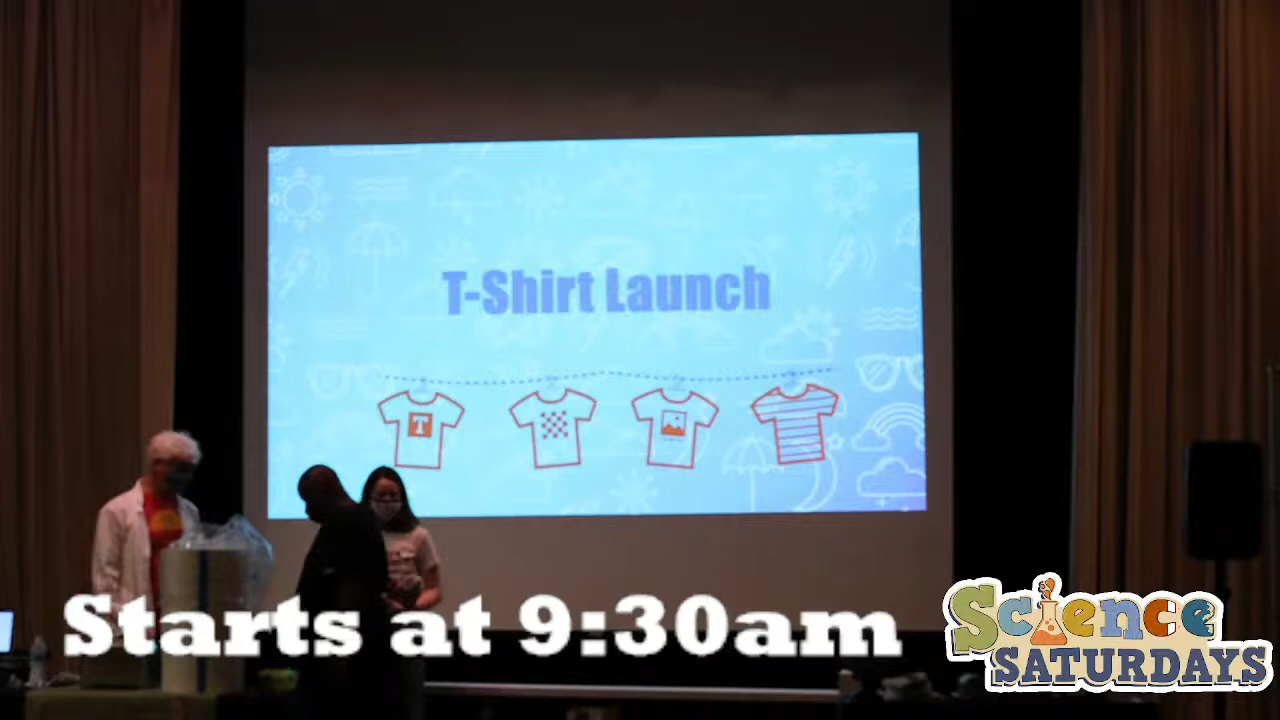 T-Shirt Launch
T
Starts at 9:30am
Science
SATURDAYS